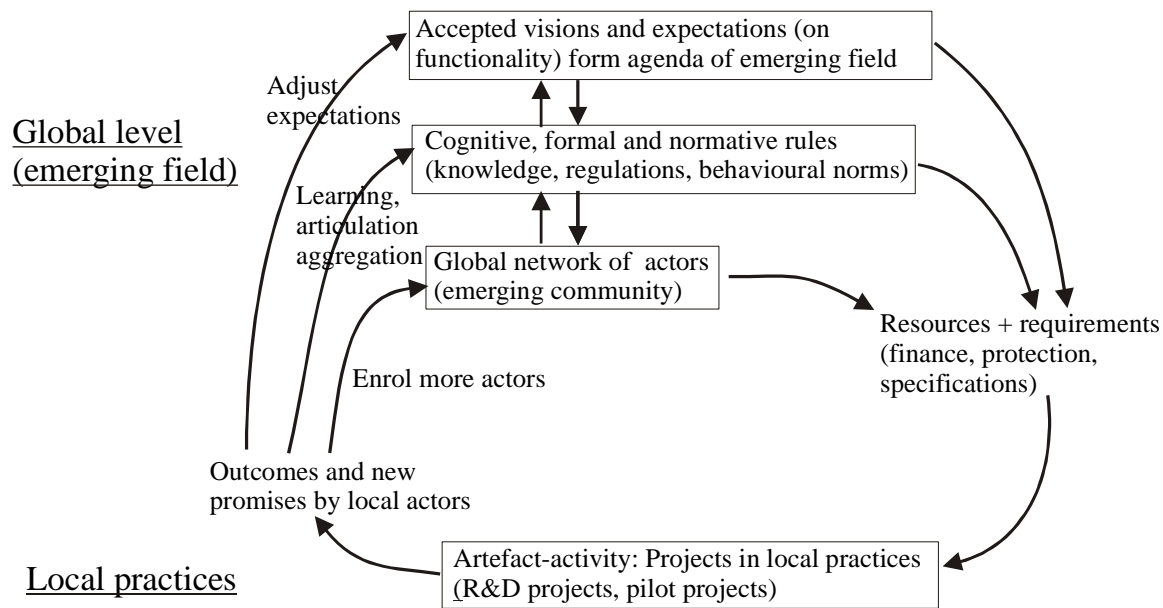 Accepted visions and expectations (on
functionality) form agenda of emerging field
Adjust
expectations
Global level
(emerging field)
Cognitive, formal and normative rules
(knowledge, regulations, behavioural norms)
Learning,
articulation
aggregation
Global network of actors
(emerging community)
Resources + requirements
(finance, protection,
specifications)
Enrol more actors
Outcomes and new
promises by local actors
Artefact-activity: Projects in local practices
(R&D projects, pilot projects)
Local practices